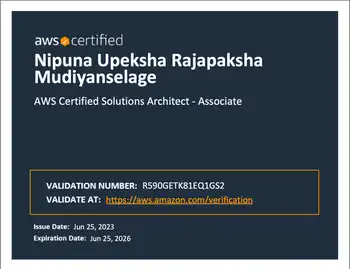 aws certified
Nipuna Upeksha Rajapaksha
Mudiyanselage
AWS Certified Solutions Architect - Associate
VALIDATION NUMBER: R590GETK81EQ1GS2
VALIDATE AT: https://aws.amazon.com/verification
Issue Date: Jun 25, 2023
Expiration Date: Jun 25, 2026